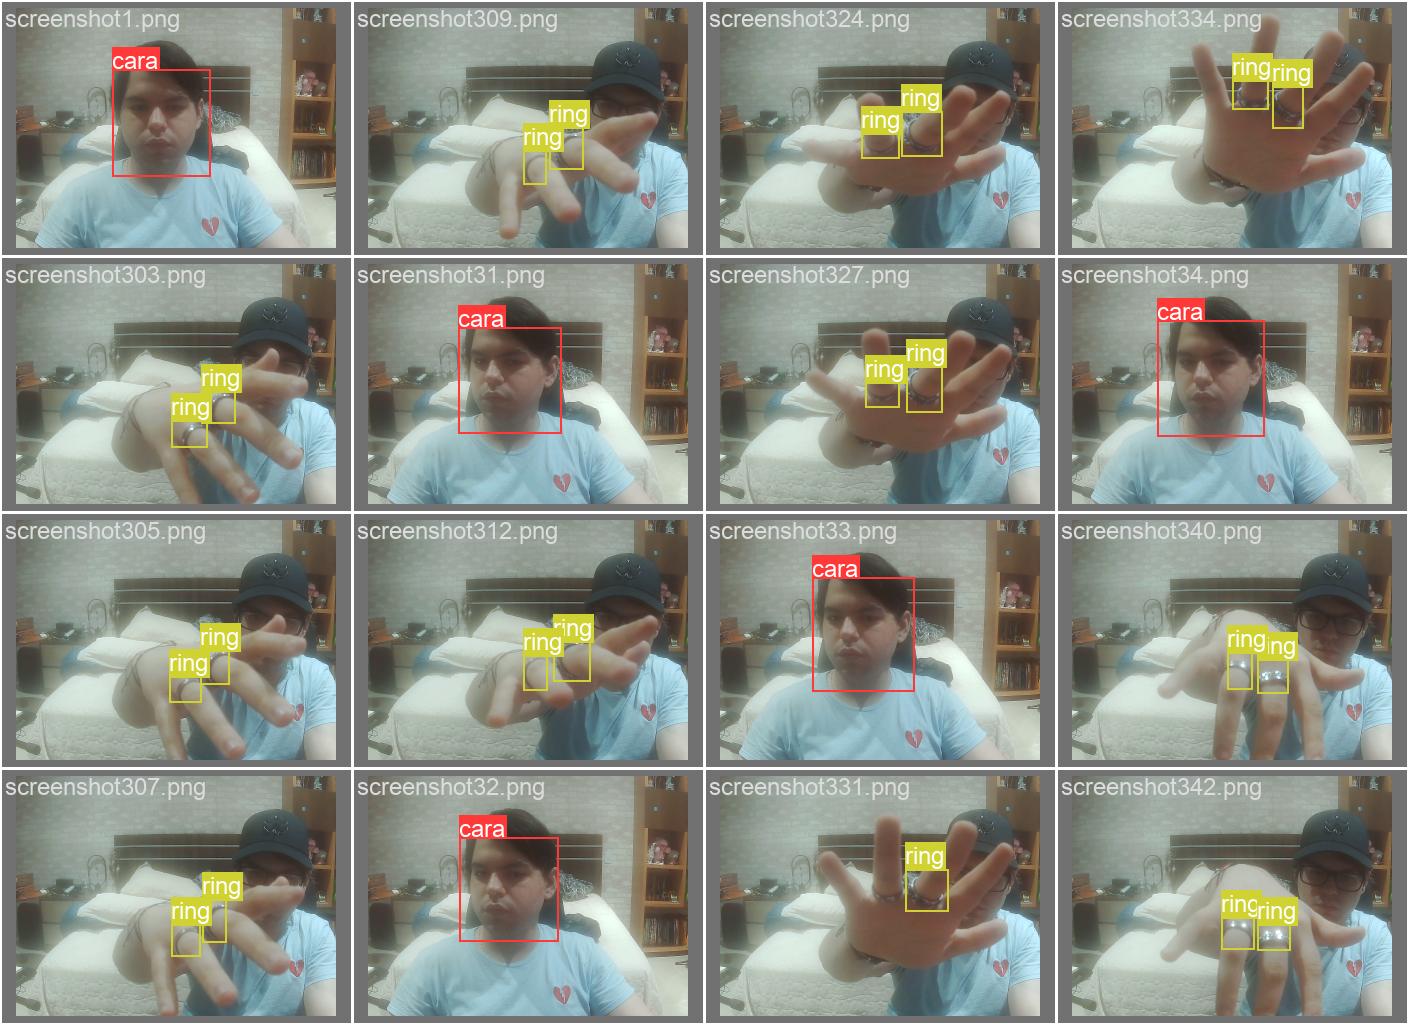 screenshot1.png
cara
screenshot309.png
ring
ring
screenshot324.png
ring
ring
screenshot334.png
ring
ring
screenshot303.png
ring
ring
screenshot31.png
cara
screenshot327.png
ring
ring
screenshot34.png
cara
screenshot305.png
ring
ring
screenshot312.png
ring
ring
screenshot33.png
cara
screenshot340.png
ring
ing
screenshot307.png
ring
ring
screenshot32.png
cara
screenshot331.png
ring
screenshot342.png
ring
ring